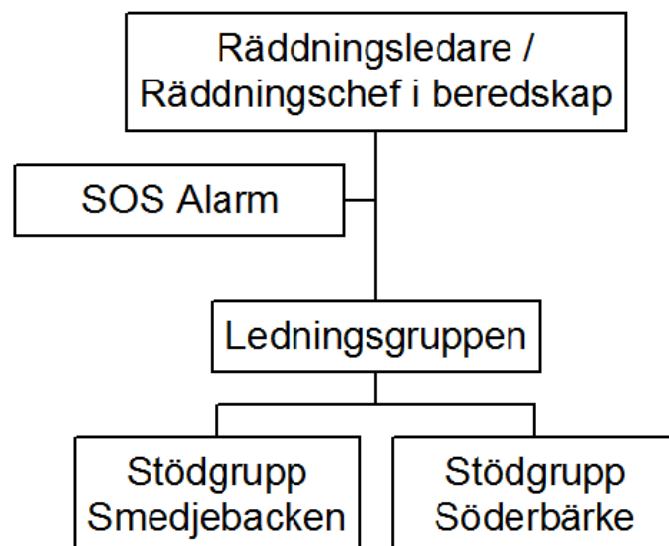 Räddningsledare /
Räddningschef i beredskap
SOS Alarm
Ledningsgruppen
Stödgrupp
Smedjebacken
Stödgrupp
Söderbärke